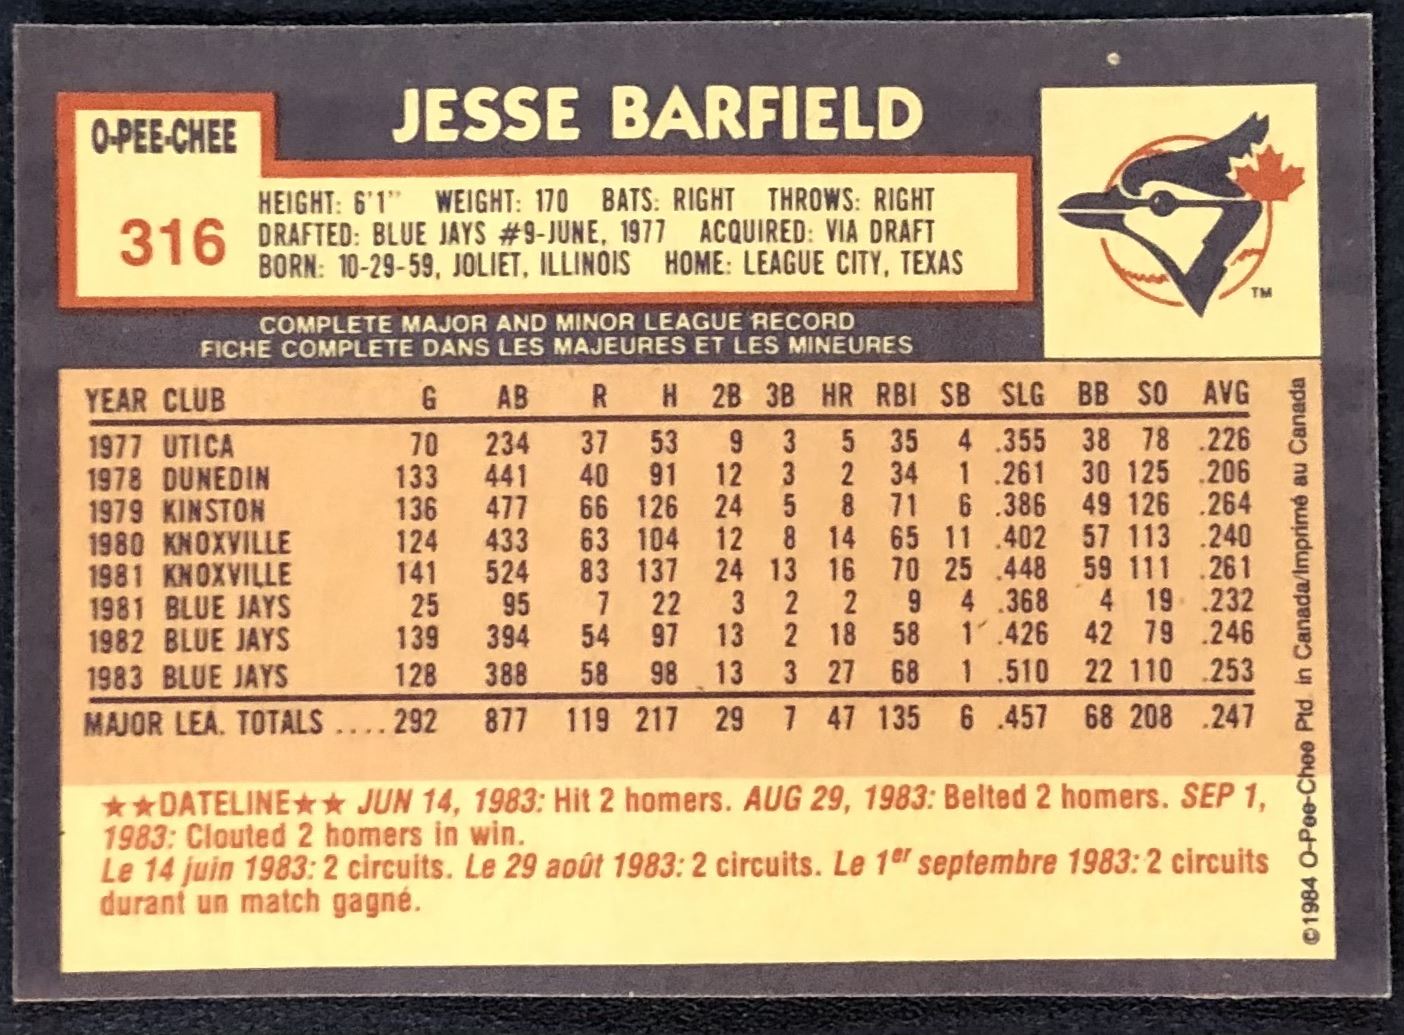 JESSE BARFIELD
O-PEE-CHEE
316
HEIGHT: 6'1" WEIGHT: 170 BATS: RIGHT THROWS: RIGHT
DRAFTED: BLUE JAYS #9-JUNE, 1977 ACQUIRED: VIA DRAFT
BORN: 10-29-59, JOLIET, ILLINOIS HOME: LEAGUE CITY, TEXAS
TM
COMPLETE MAJOR AND MINOR LEAGUE RECORD
FICHE COMPLETE DANS LES MAJEURES ET LES MINEURES
YEAR CLUB G AB R H 2B 3B HR RBI SB SLG BB SO AVG
1977 UTICA 70 234 37 53 9 3 5 35 4 .355 38 78 .226
1978 DUNEDIN 133 441 40 91 12 3 2 34 1 .261 30 125 .206
1979 KINSTON 136 477 66 126 24 5 8 71 6 .386 49 126 .264
1980 KNOXVILLE 124 433 63 104 12 8 14 65 11 .402 57 113 .240
1981 KNOXVILLE 141 524 83 137 24 13 16 70 25 .448 59 111 .261
1981 BLUE JAYS 25 95 7 22 3 2 2 9 4 .368 4 19 .232
1982 BLUE JAYS 139 394 54 97 13 2 18 58 1 .426 42 79 .246
1983 BLUE JAYS 128 388 58 98 13 3 27 68 1 .510 22 110 .253
MAJOR LEA. TOTALS ....292 877 119 217 29 7 47 135 6 .457 68 208 .247
★★DATELINE★★ JUN 14, 1983: Hit 2 homers. AUG 29, 1983: Belted 2 homers. SEP 1,
1983: Clouted 2 homers in win.
Le 14 juin 1983: 2 circuits. Le 29 août 1983: 2 circuits. Le 1er septembre 1983: 2 circuits
durant un match gagné.
©1984 O-Pee-Chee Ptd. in Canada/Imprimé au Canada